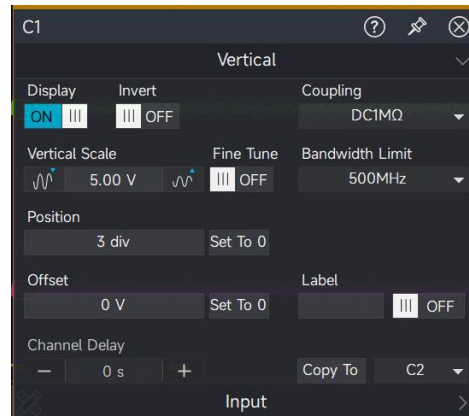 C1
Vertical
Display Invert Coupling
ON OFF DC1MΩ
Vertical Scale Fine Tune Bandwidth Limit
5.00 V OFF 500MHz
Position
3 div Set To 0
Offset Label
0 V Set To 0 OFF
Channel Delay
− 0 s + Copy To C2
Input